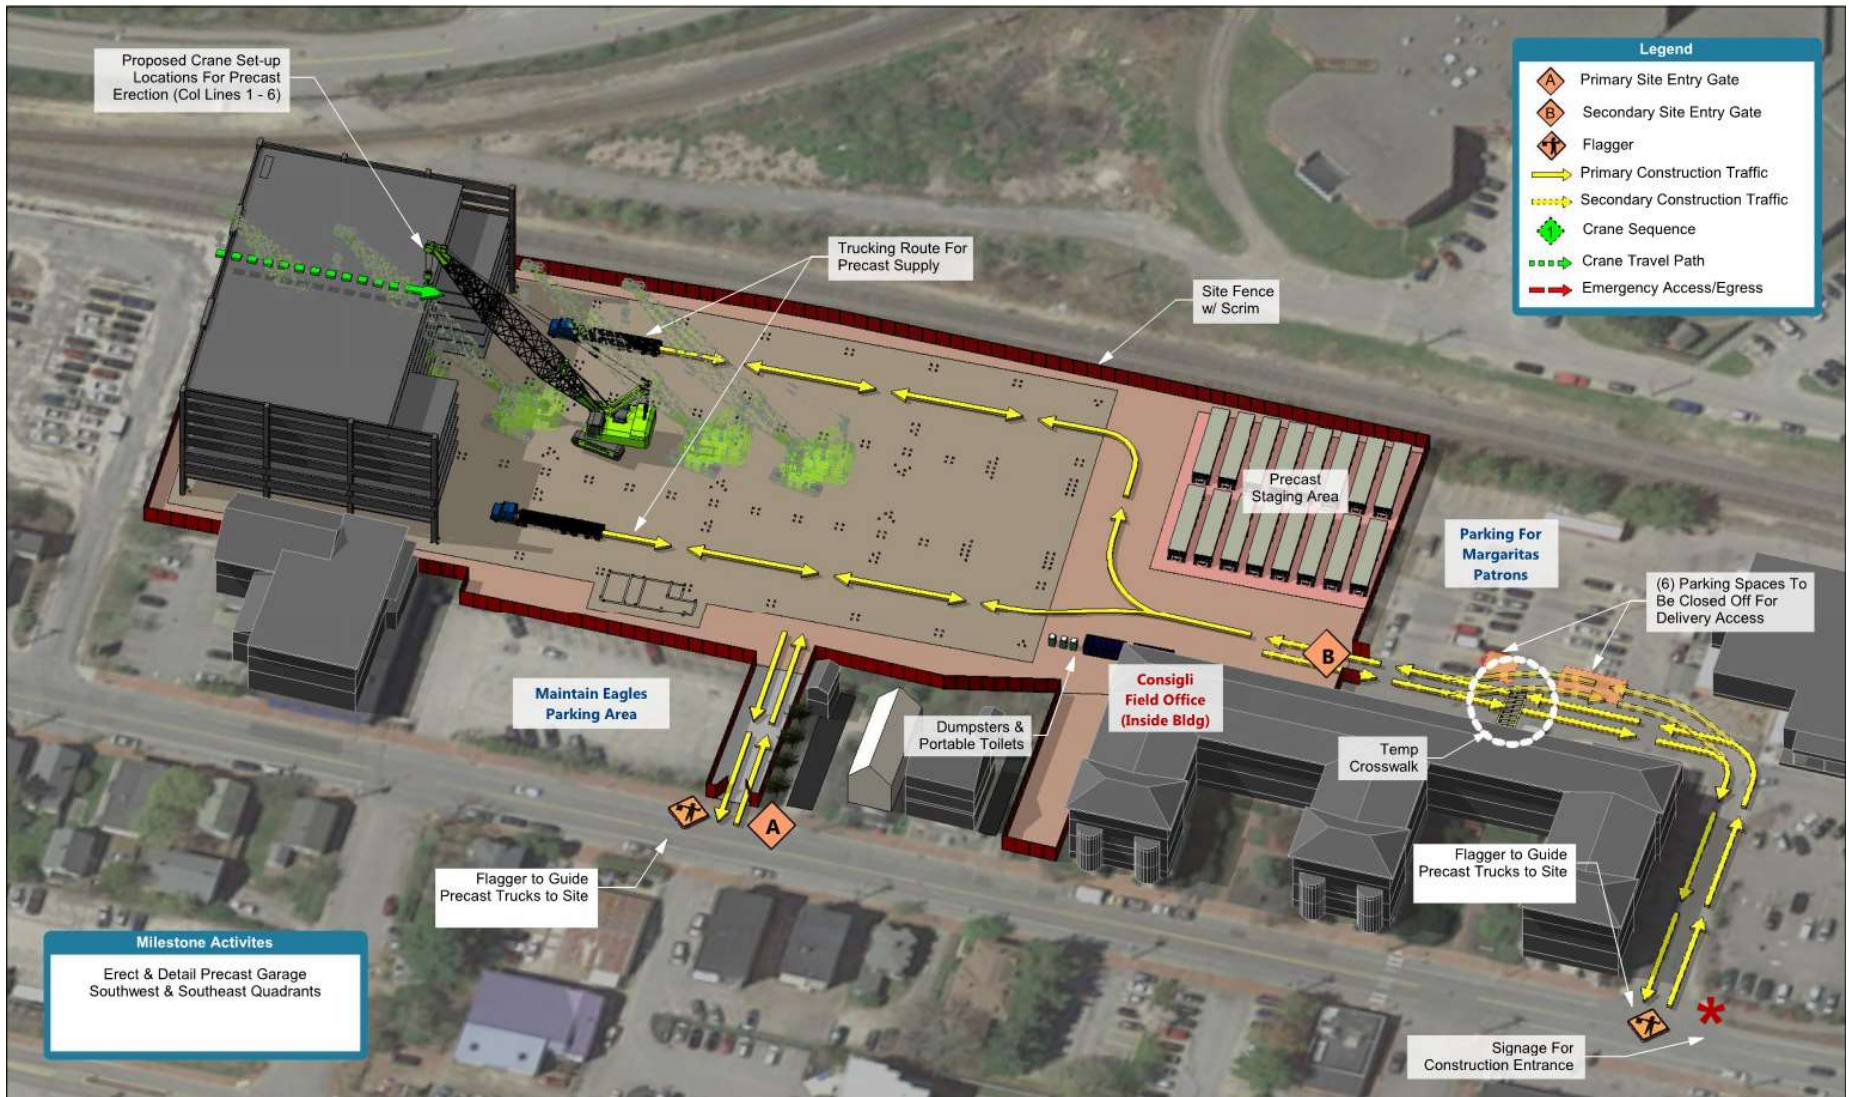 Proposed Crane Set-up
Locations For Precast
Erection (Col Lines 1 - 6)
Legend
A Primary Site Entry Gate
B Secondary Site Entry Gate
Flagger
Primary Construction Traffic
Secondary Construction Traffic
1 Crane Sequence
Crane Travel Path
Emergency Access/Egress
Trucking Route For
Precast Supply
Site Fence
w/ Scrim
Precast
Staging Area
Parking For
Margaritas
Patrons
(6) Parking Spaces To
Be Closed Off For
Delivery Access
B
Maintain Eagles
Parking Area
Consigli
Field Office
(Inside Bldg)
Dumpsters &
Portable Toilets
Temp
Crosswalk
A
Flagger to Guide
Precast Trucks to Site
Flagger to Guide
Precast Trucks to Site
Milestone Activites
Erect & Detail Precast Garage
Southwest & Southeast Quadrants
*
Signage For
Construction Entrance